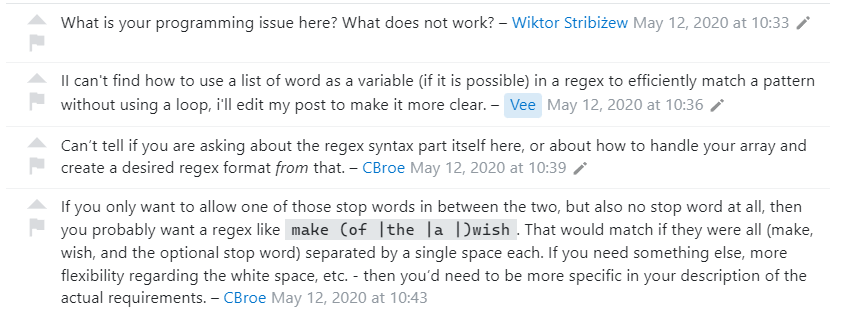 What is your programming issue here? What does not work? – Wiktor Stribiżew May 12, 2020 at 10:33
II can't find how to use a list of word as a variable (if it is possible) in a regex to efficiently match a pattern
without using a loop, i'll edit my post to make it more clear. – Vee May 12, 2020 at 10:36
Can’t tell if you are asking about the regex syntax part itself here, or about how to handle your array and
create a desired regex format from that. – CBroe May 12, 2020 at 10:39
If you only want to allow one of those stop words in between the two, but also no stop word at all, then
you probably want a regex like make (of |the |a |)wish. That would match if they were all (make,
wish, and the optional stop word) separated by a single space each. If you need something else, more
flexibility regarding the white space, etc. - then you’d need to be more specific in your description of the
actual requirements. – CBroe May 12, 2020 at 10:43